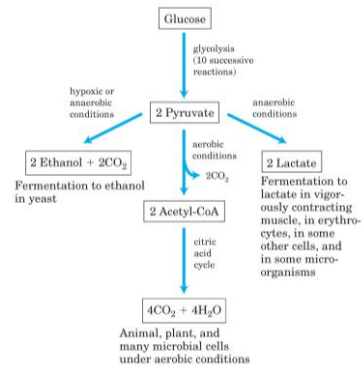 Glucose
glycolysis
(10 successive
reactions)
hypoxic or
anaerobic
conditions
2 Pyruvate
anaerobic
conditions
2 Ethanol + 2CO₂
Fermentation to ethanol
in yeast
aerobic
conditions
2CO₂
2 Lactate
Fermentation to
lactate in vigor-
ously contracting
muscle, in erythro-
cytes, in some
other cells, and
in some micro-
organisms
2 Acetyl-CoA
citric
acid
cycle
4CO₂ + 4H₂O
Animal, plant, and
many microbial cells
under aerobic conditions